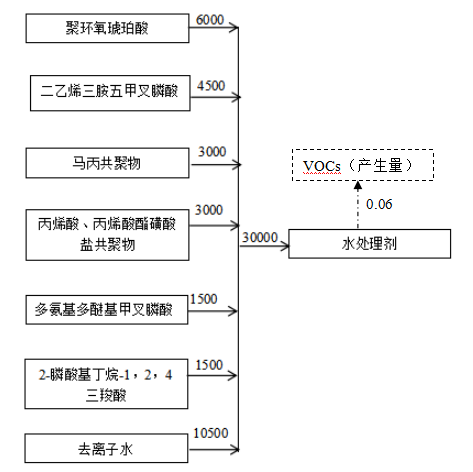 聚环氧琥珀酸
6000
二乙烯三胺五甲叉膦酸
4500
马丙共聚物
3000
丙烯酸、丙烯酸酯磺酸
盐共聚物
3000
多氨基多醚基甲叉膦酸
1500
2-膦酸基丁烷-1，2，4
三羧酸
1500
去离子水
10500
30000
水处理剂
0.06
VOCs（产生量）